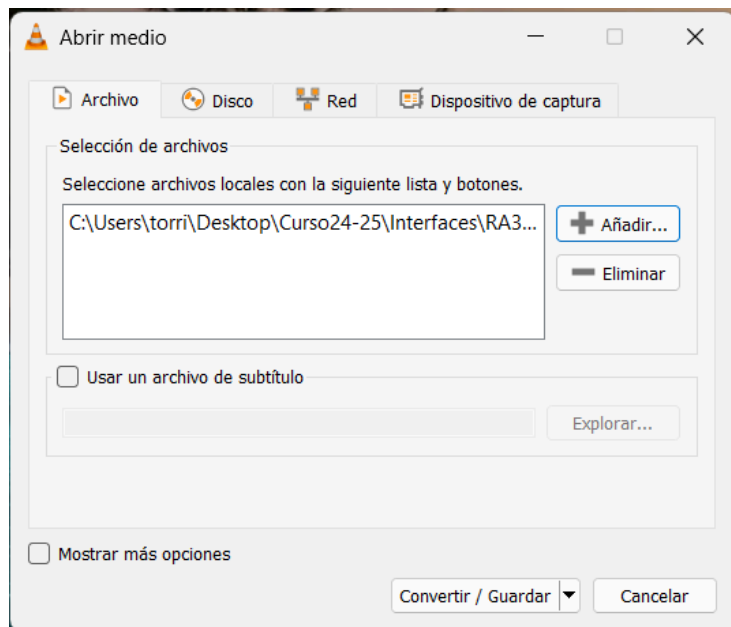 Abrir medio
Archivo Disco Red Dispositivo de captura
Selección de archivos
Seleccione archivos locales con la siguiente lista y botones.
C:\Users\torri\Desktop\Curso24-25\Interfaces\RA3...
Añadir...
Eliminar
Usar un archivo de subtítulo
Explorar...
Mostrar más opciones
Convertir / Guardar Cancelar